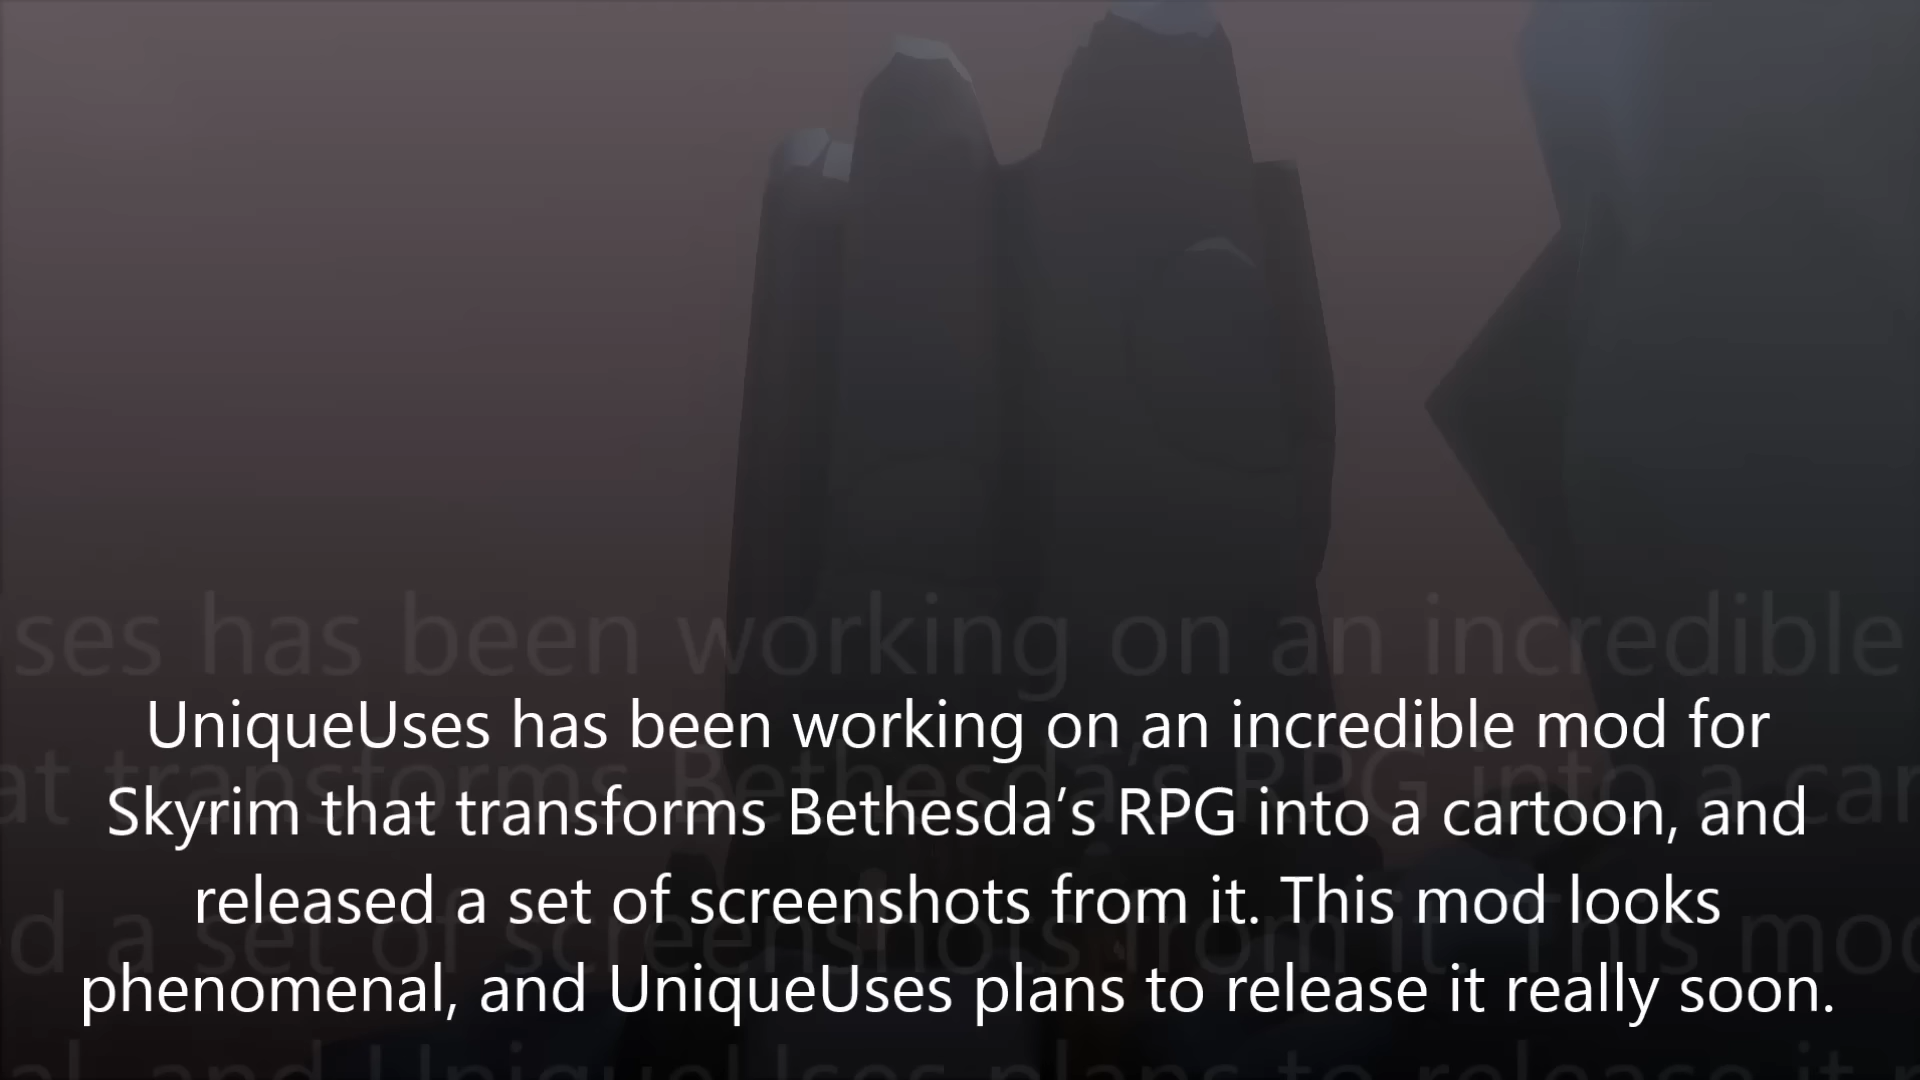 UniqueUses has been working on an incredible mod for
Skyrim that transforms Bethesda’s RPG into a cartoon, and
released a set of screenshots from it. This mod looks
phenomenal, and UniqueUses plans to release it really soon.